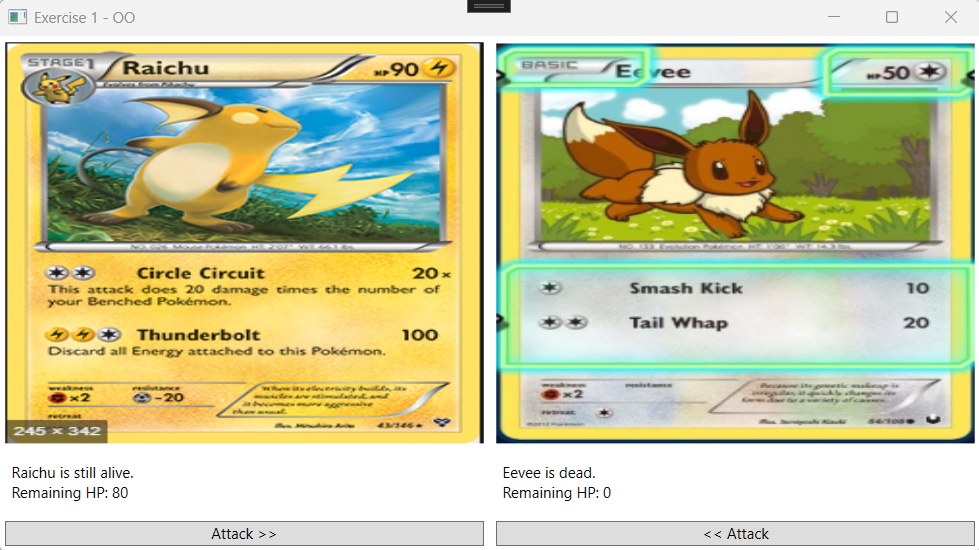 Exercise 1 - OO
STAGE 1 Raichu HP 90
Evolves from Pikachu
NO. 026 Mouse Pokémon HT: 2'07" WT: 66.1 lbs.
Circle Circuit 20×
This attack does 20 damage times the number of
your Benched Pokémon.
Thunderbolt 100
Discard all Energy attached to this Pokémon.
weakness resistance
×2 -20
When its electricity builds, its
muscles are stimulated, and
it becomes more aggressive
than usual.
retreat
Illus. Mitsuhiro Arita 43/146
245 × 342
BASIC Eevee HP 50
NO. 133 Evolution Pokémon HT: 1'00" WT: 14.3 lbs.
Smash Kick 10
Tail Whap 20
weakness resistance
×2
Because its genetic makeup is
irregular, it quickly changes its
form due to a variety of causes.
retreat
©2012 Pokémon
Illus. 84/108
Raichu is still alive.
Remaining HP: 80
Attack >>
Eevee is dead.
Remaining HP: 0
<< Attack